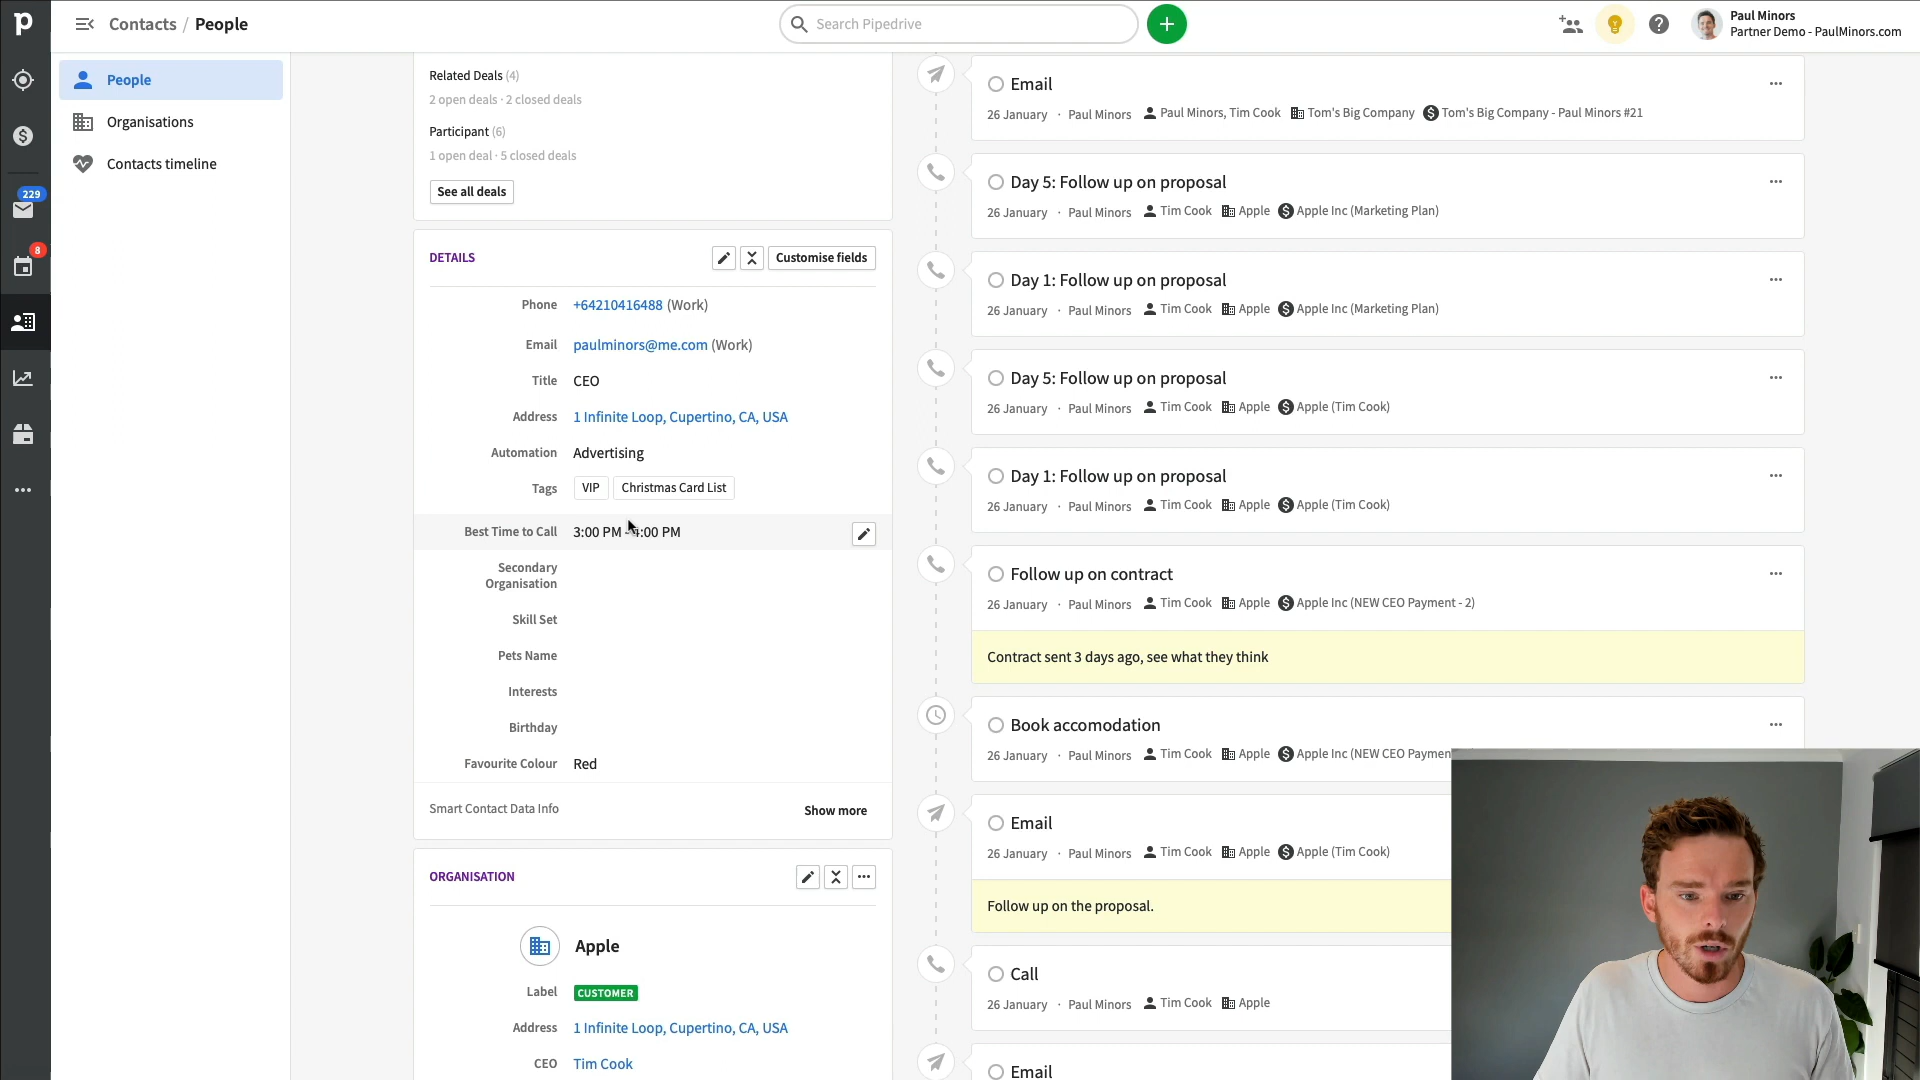 Contacts / People
Search Pipedrive
Paul Minors
Partner Demo - PaulMinors.com
People
Organisations
Contacts timeline
229
8
Related Deals (4)
2 open deals · 2 closed deals
Participant (6)
1 open deal · 5 closed deals
See all deals
DETAILS
Customise fields
Phone +64210416488 (Work)
Email paulminors@me.com (Work)
Title CEO
Address 1 Infinite Loop, Cupertino, CA, USA
Automation Advertising
Tags VIP Christmas Card List
Best Time to Call 3:00 PM - 4:00 PM
Secondary
Organisation
Skill Set
Pets Name
Interests
Birthday
Favourite Colour Red
Smart Contact Data Info Show more
ORGANISATION
Apple
Label CUSTOMER
Address 1 Infinite Loop, Cupertino, CA, USA
CEO Tim Cook
Email
26 January · Paul Minors Paul Minors, Tim Cook Tom's Big Company Tom's Big Company - Paul Minors #21
Day 5: Follow up on proposal
26 January · Paul Minors Tim Cook Apple Apple Inc (Marketing Plan)
Day 1: Follow up on proposal
26 January · Paul Minors Tim Cook Apple Apple Inc (Marketing Plan)
Day 5: Follow up on proposal
26 January · Paul Minors Tim Cook Apple Apple (Tim Cook)
Day 1: Follow up on proposal
26 January · Paul Minors Tim Cook Apple Apple (Tim Cook)
Follow up on contract
26 January · Paul Minors Tim Cook Apple Apple Inc (NEW CEO Payment - 2)
Contract sent 3 days ago, see what they think
Book accomodation
26 January · Paul Minors Tim Cook Apple Apple Inc (NEW CEO Paymen
Email
26 January · Paul Minors Tim Cook Apple Apple (Tim Cook)
Follow up on the proposal.
Call
26 January · Paul Minors Tim Cook Apple
Email